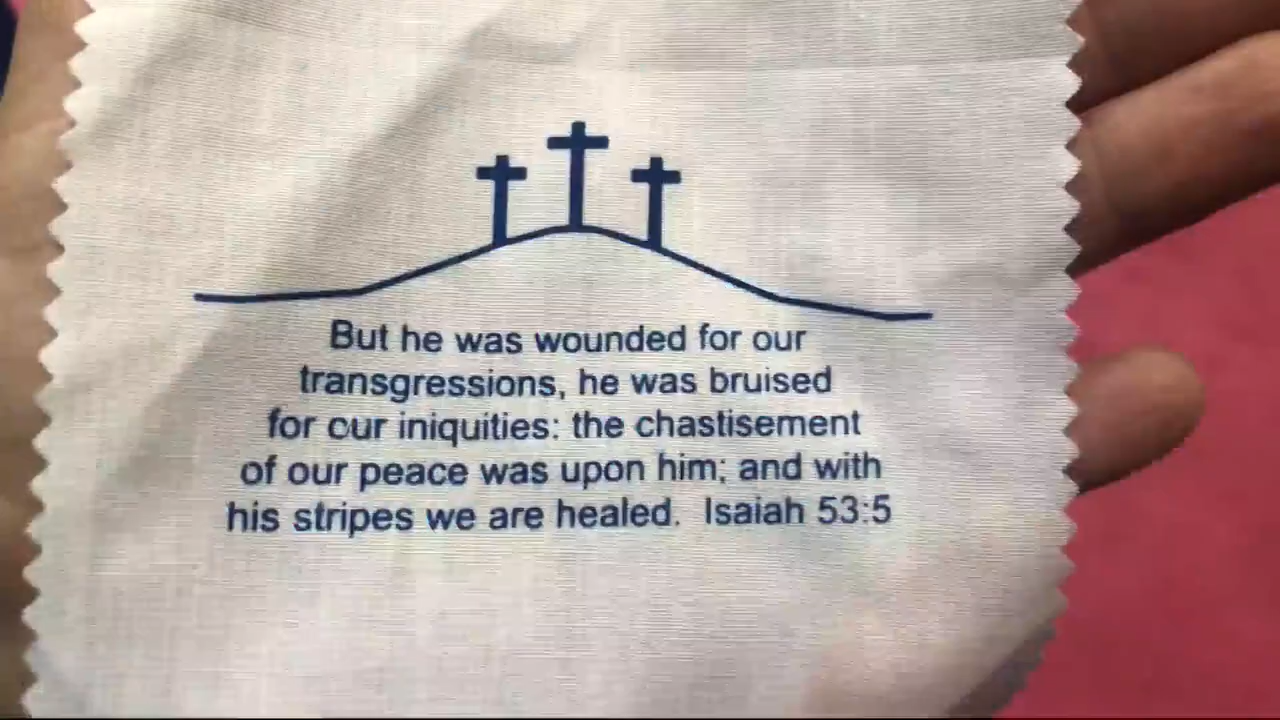 But he was wounded for our
transgressions, he was bruised
for our iniquities: the chastisement
of our peace was upon him; and with
his stripes we are healed. Isaiah 53:5